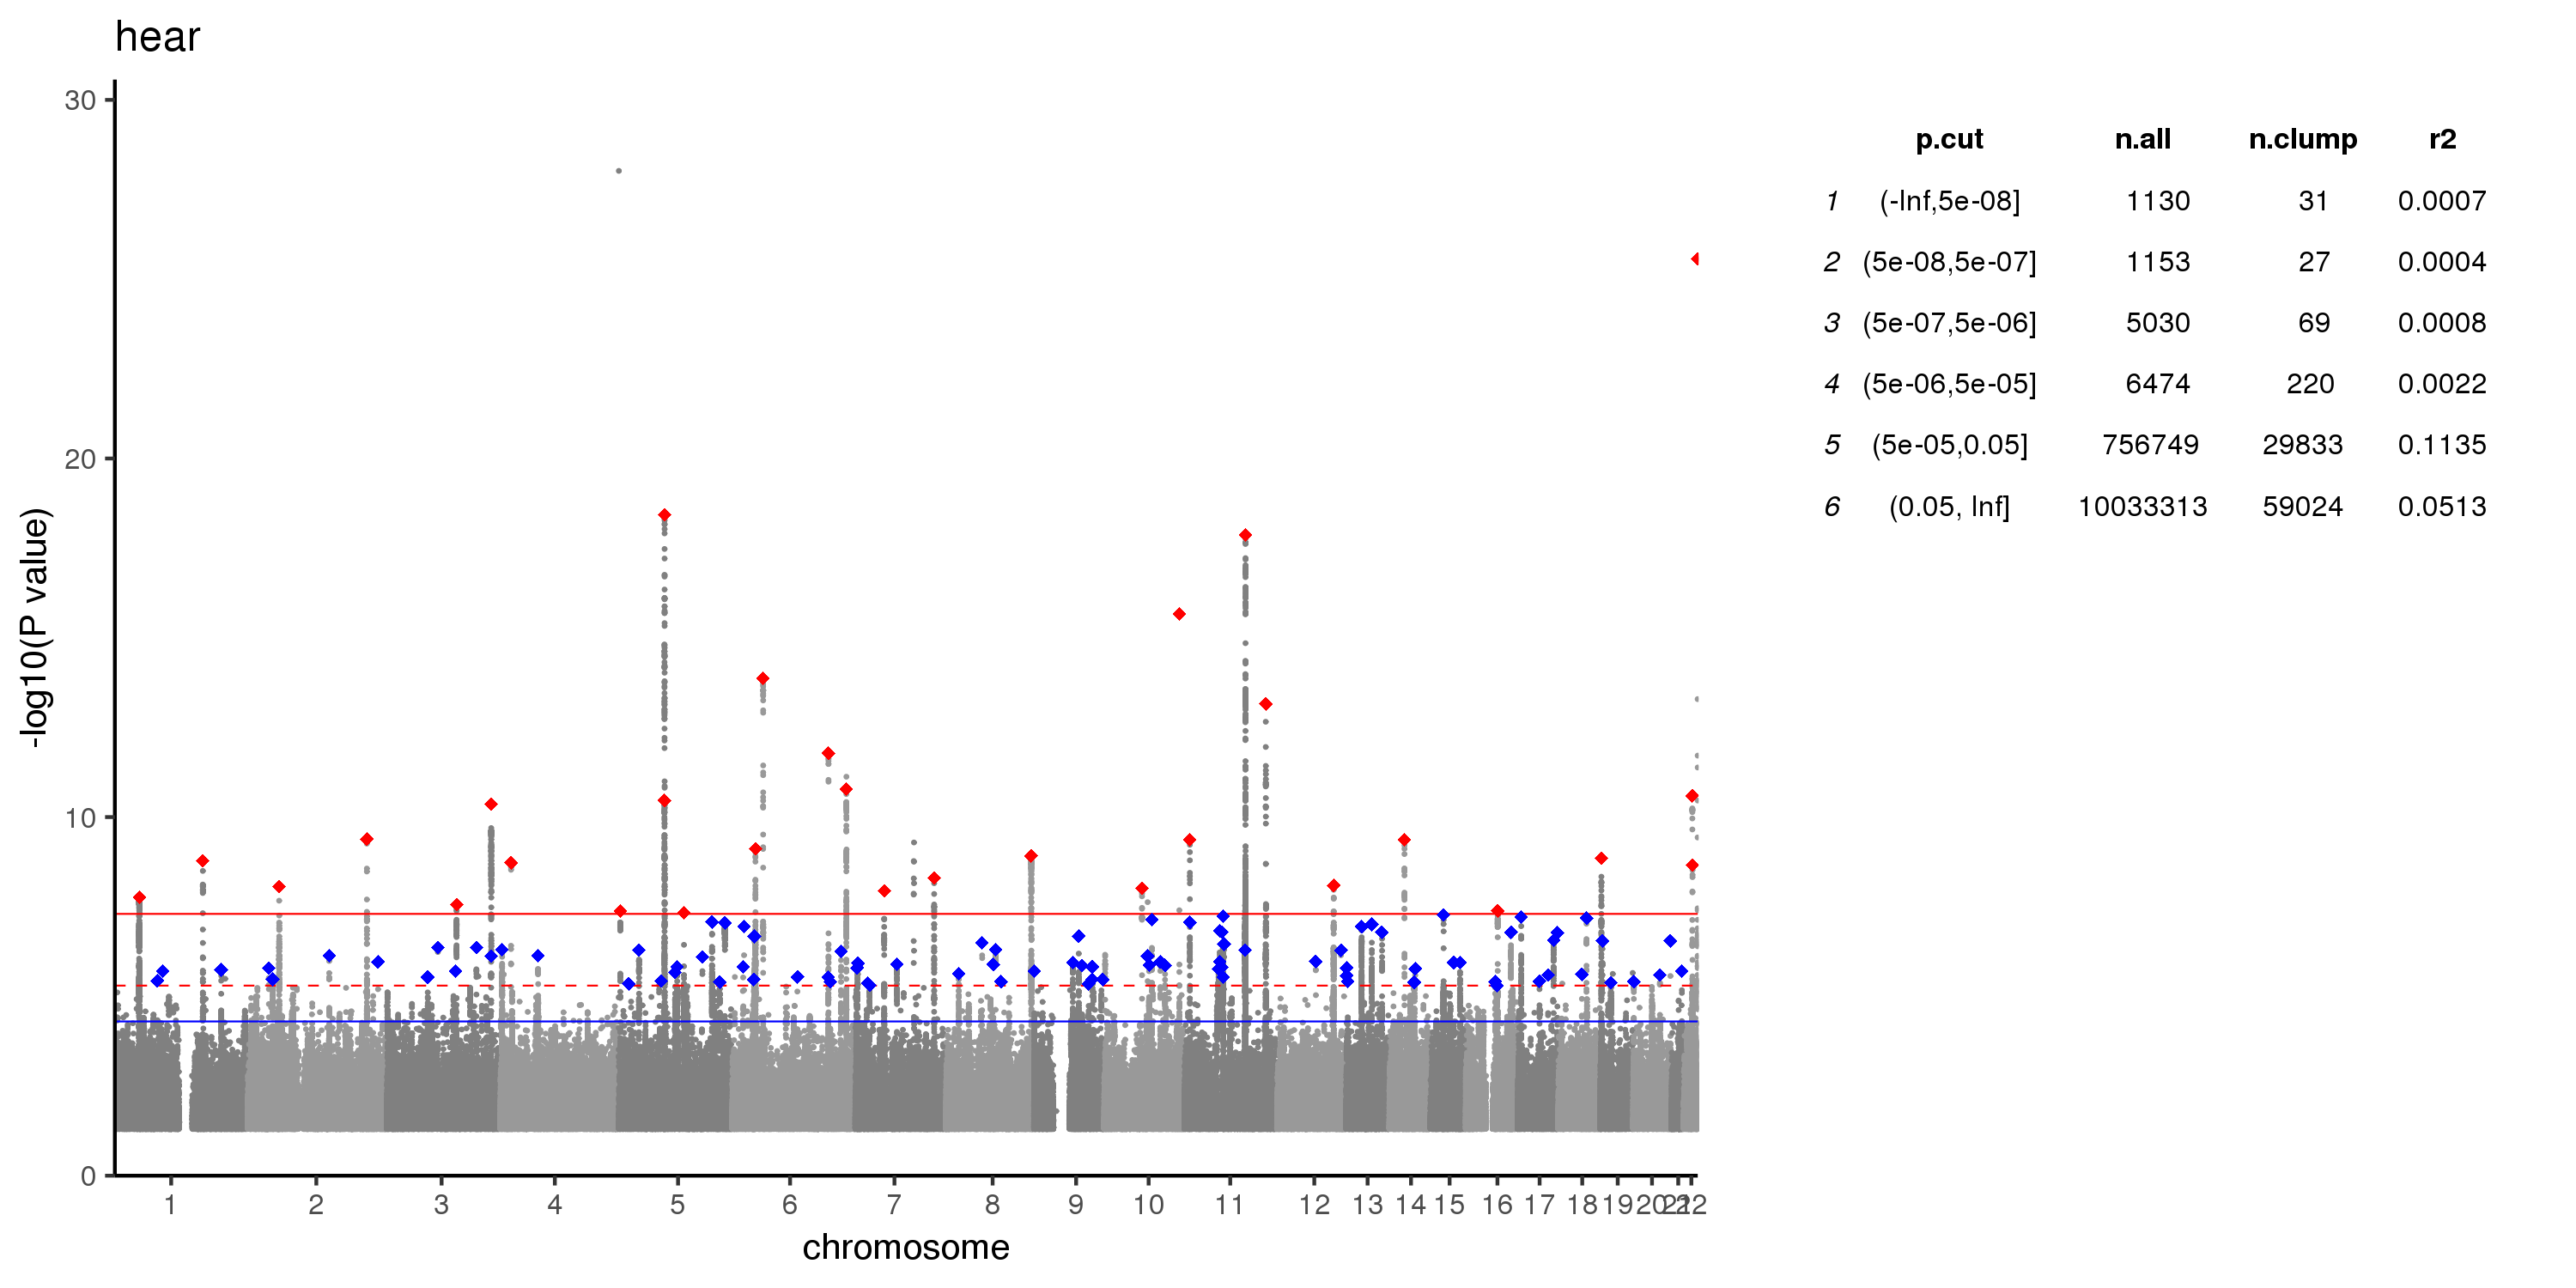 hear
30
20
10
0
-log10(P value)
1 2 3 4 5 6 7 8 9 10 11 12 13 14 15 16 17 18 19 20 21 22
chromosome
p.cut n.all n.clump r2
1 (-Inf,5e-08] 1130 31 0.0007
2 (5e-08,5e-07] 1153 27 0.0004
3 (5e-07,5e-06] 5030 69 0.0008
4 (5e-06,5e-05] 6474 220 0.0022
5 (5e-05,0.05] 756749 29833 0.1135
6 (0.05, Inf] 10033313 59024 0.0513